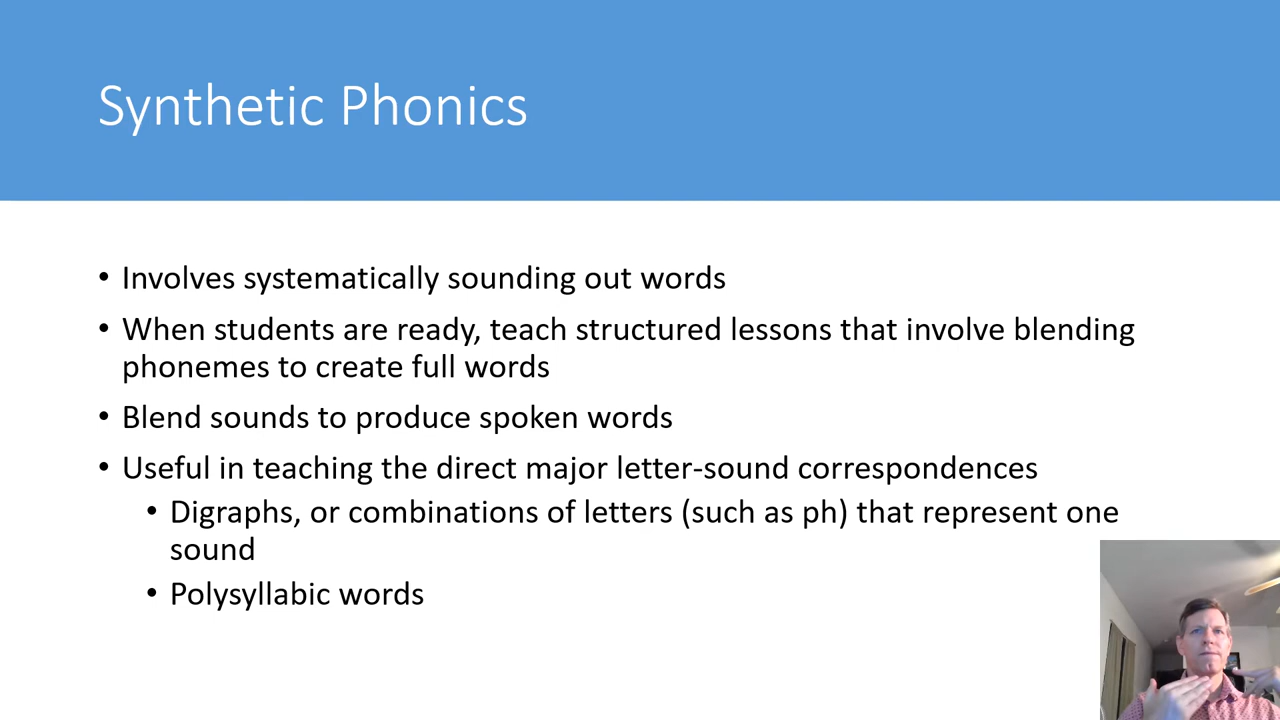 Synthetic Phonics
• Involves systematically sounding out words
• When students are ready, teach structured lessons that involve blending
phonemes to create full words
• Blend sounds to produce spoken words
• Useful in teaching the direct major letter-sound correspondences
• Digraphs, or combinations of letters (such as ph) that represent one
sound
• Polysyllabic words